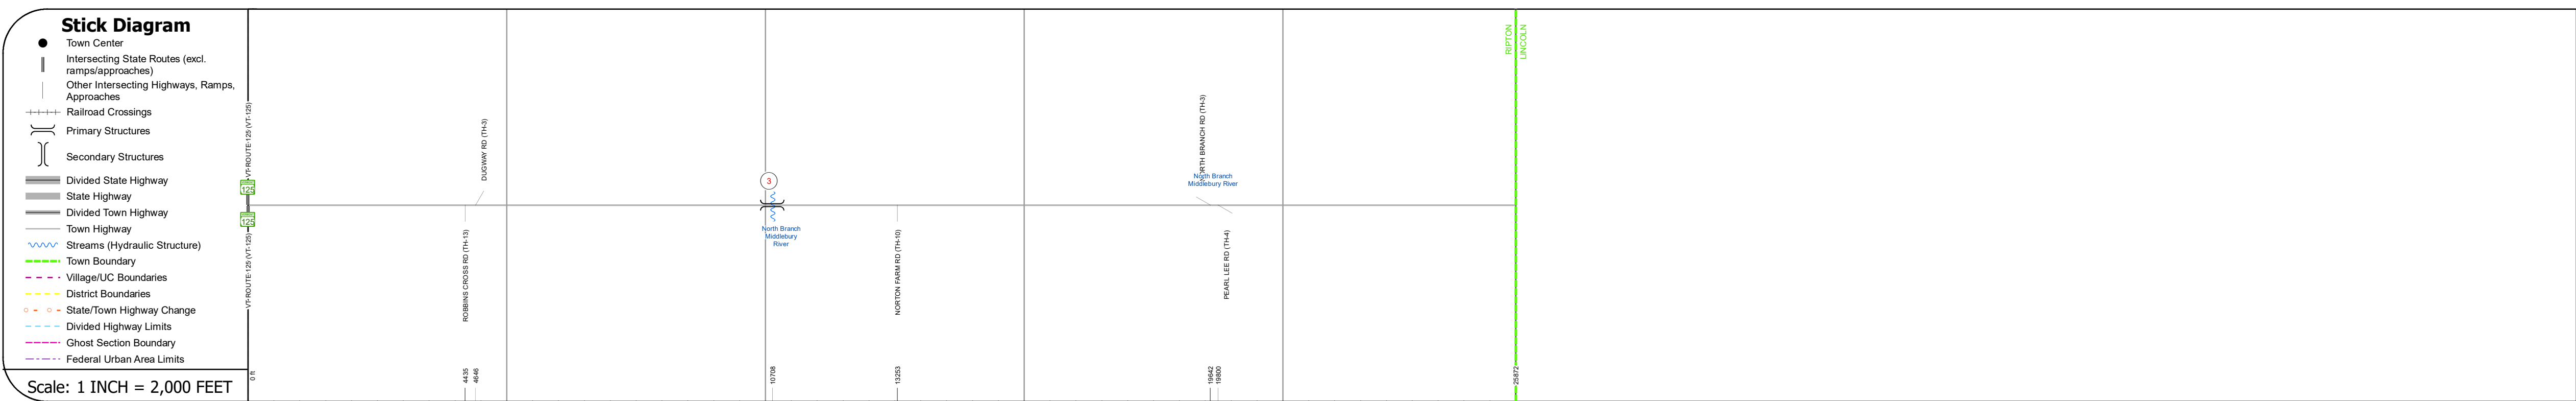 Stick Diagram
Town Center
Intersecting State Routes (excl.
ramps/approaches)
Other Intersecting Highways, Ramps,
Approaches
Railroad Crossings
Primary Structures
Secondary Structures
Divided State Highway
State Highway
Divided Town Highway
Town Highway
Streams (Hydraulic Structure)
Town Boundary
Village/UC Boundaries
District Boundaries
State/Town Highway Change
Divided Highway Limits
Ghost Section Boundary
Federal Urban Area Limits
Scale: 1 INCH = 2,000 FEET
VT-ROUTE-125 (VT-125)
125
125
VT-ROUTE-125 (VT-125)
0 ft
DUGWAY RD (TH-3)
ROBBINS CROSS RD (TH-13)
4435
4646
3
North Branch
Middlebury
River
10708
NORTON FARM RD (TH-10)
13253
NORTH BRANCH RD (TH-3)
North Branch
Middlebury River
PEARL LEE RD (TH-4)
19642
19800
RIPTON
LINCOLN
25872